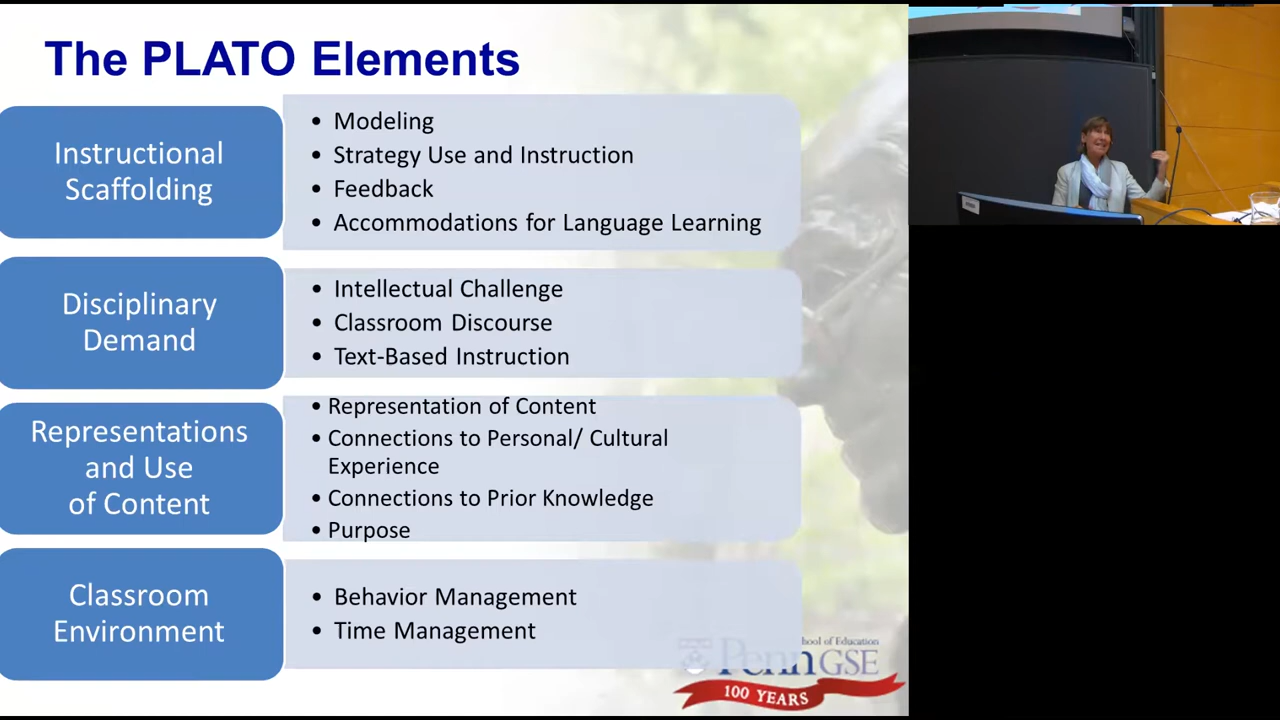 The PLATO Elements
Instructional
Scaffolding
• Modeling
• Strategy Use and Instruction
• Feedback
• Accommodations for Language Learning
Disciplinary
Demand
• Intellectual Challenge
• Classroom Discourse
• Text-Based Instruction
Representations
and Use
of Content
• Representation of Content
• Connections to Personal/ Cultural
Experience
• Connections to Prior Knowledge
• Purpose
Classroom
Environment
• Behavior Management
• Time Management
hool of Education
PennGSE
100 YEARS